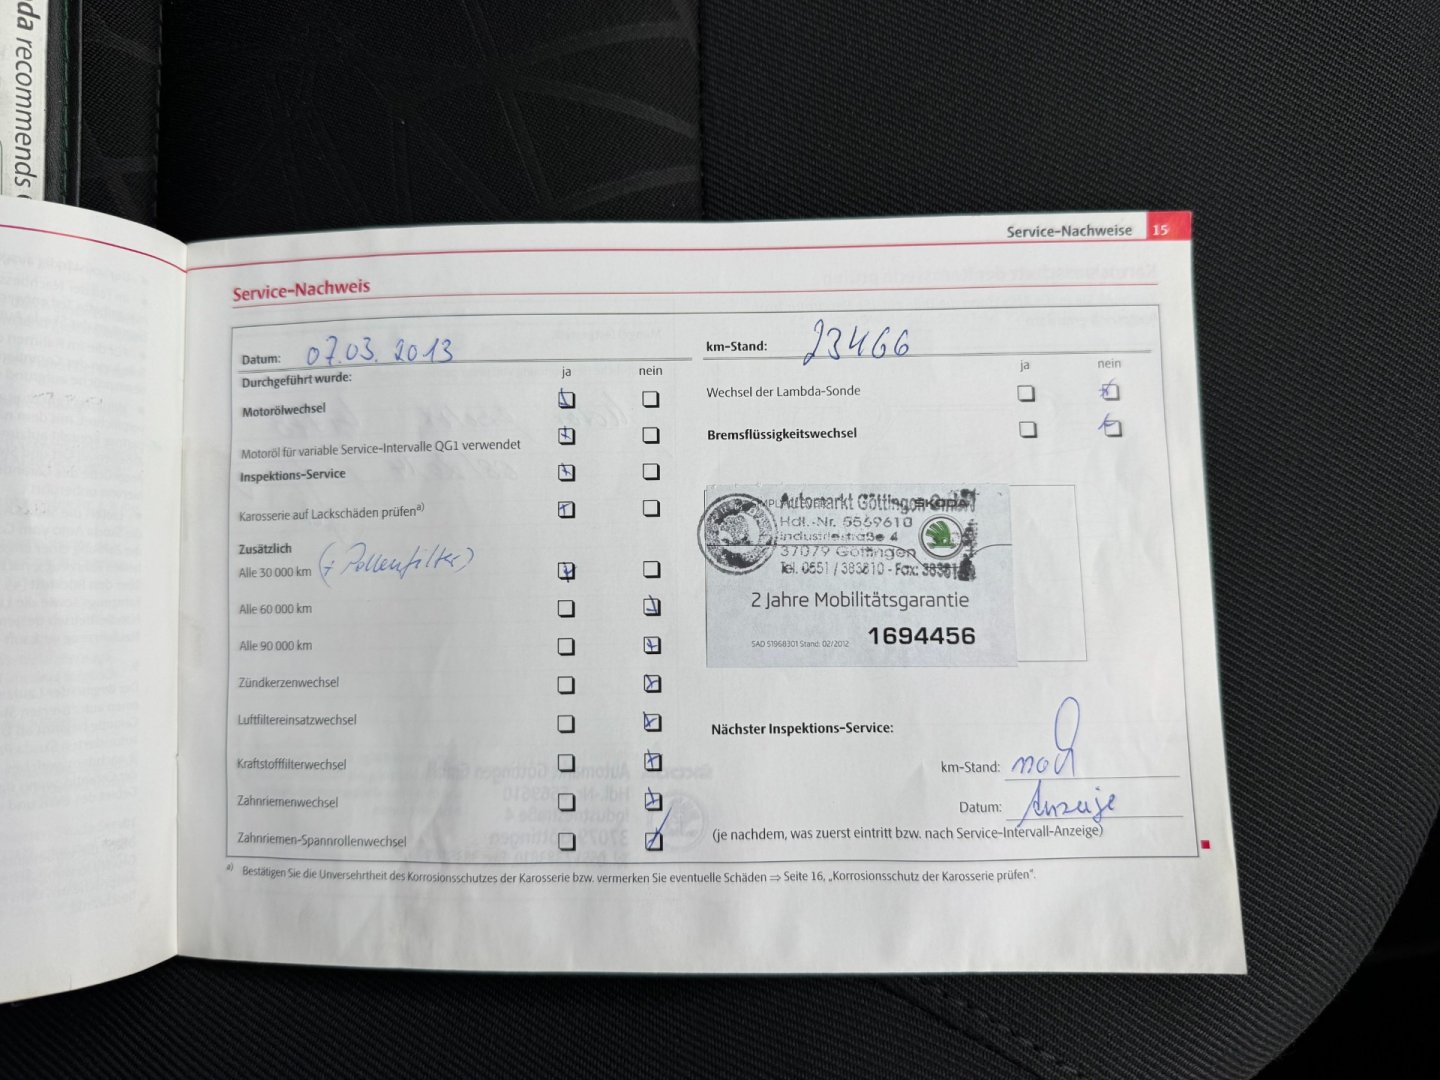 da recommends
Service-Nachweise 15
Service-Nachweis
Datum: 07.03.2013
km-Stand: 23466
Durchgeführt wurde:
ja nein
ja nein
Motorölwechsel
Wechsel der Lambda-Sonde
Motoröl für variable Service-Intervalle QG1 verwendet
Bremsflüssigkeitswechsel
Inspektions-Service
Karosserie auf Lackschäden prüfen a)
Zusätzlich
Alle 30 000 km (+ Pollenfilter)
Alle 60 000 km
Alle 90 000 km
Zündkerzenwechsel
Luftfiltereinsatzwechsel
Kraftstofffilterwechsel
Zahnriemenwechsel
Zahnriemen-Spannrollenwechsel
Automarkt Göttingen GmbH
SKODA
Hdl.-Nr. 5569610
Industriestraße 4
37079 Göttingen
Tel. 0551 / 383810 - Fax: 38381
2 Jahre Mobilitätsgarantie
SAD 51968301 Stand: 02/2012 1694456
Nächster Inspektions-Service:
km-Stand: nach
Datum: Anzeige
(je nachdem, was zuerst eintritt bzw. nach Service-Intervall-Anzeige)
a) Bestätigen Sie die Unversehrtheit des Korrosionsschutzes der Karosserie bzw. vermerken Sie eventuelle Schäden ⇒ Seite 16, „Korrosionsschutz der Karosserie prüfen“.